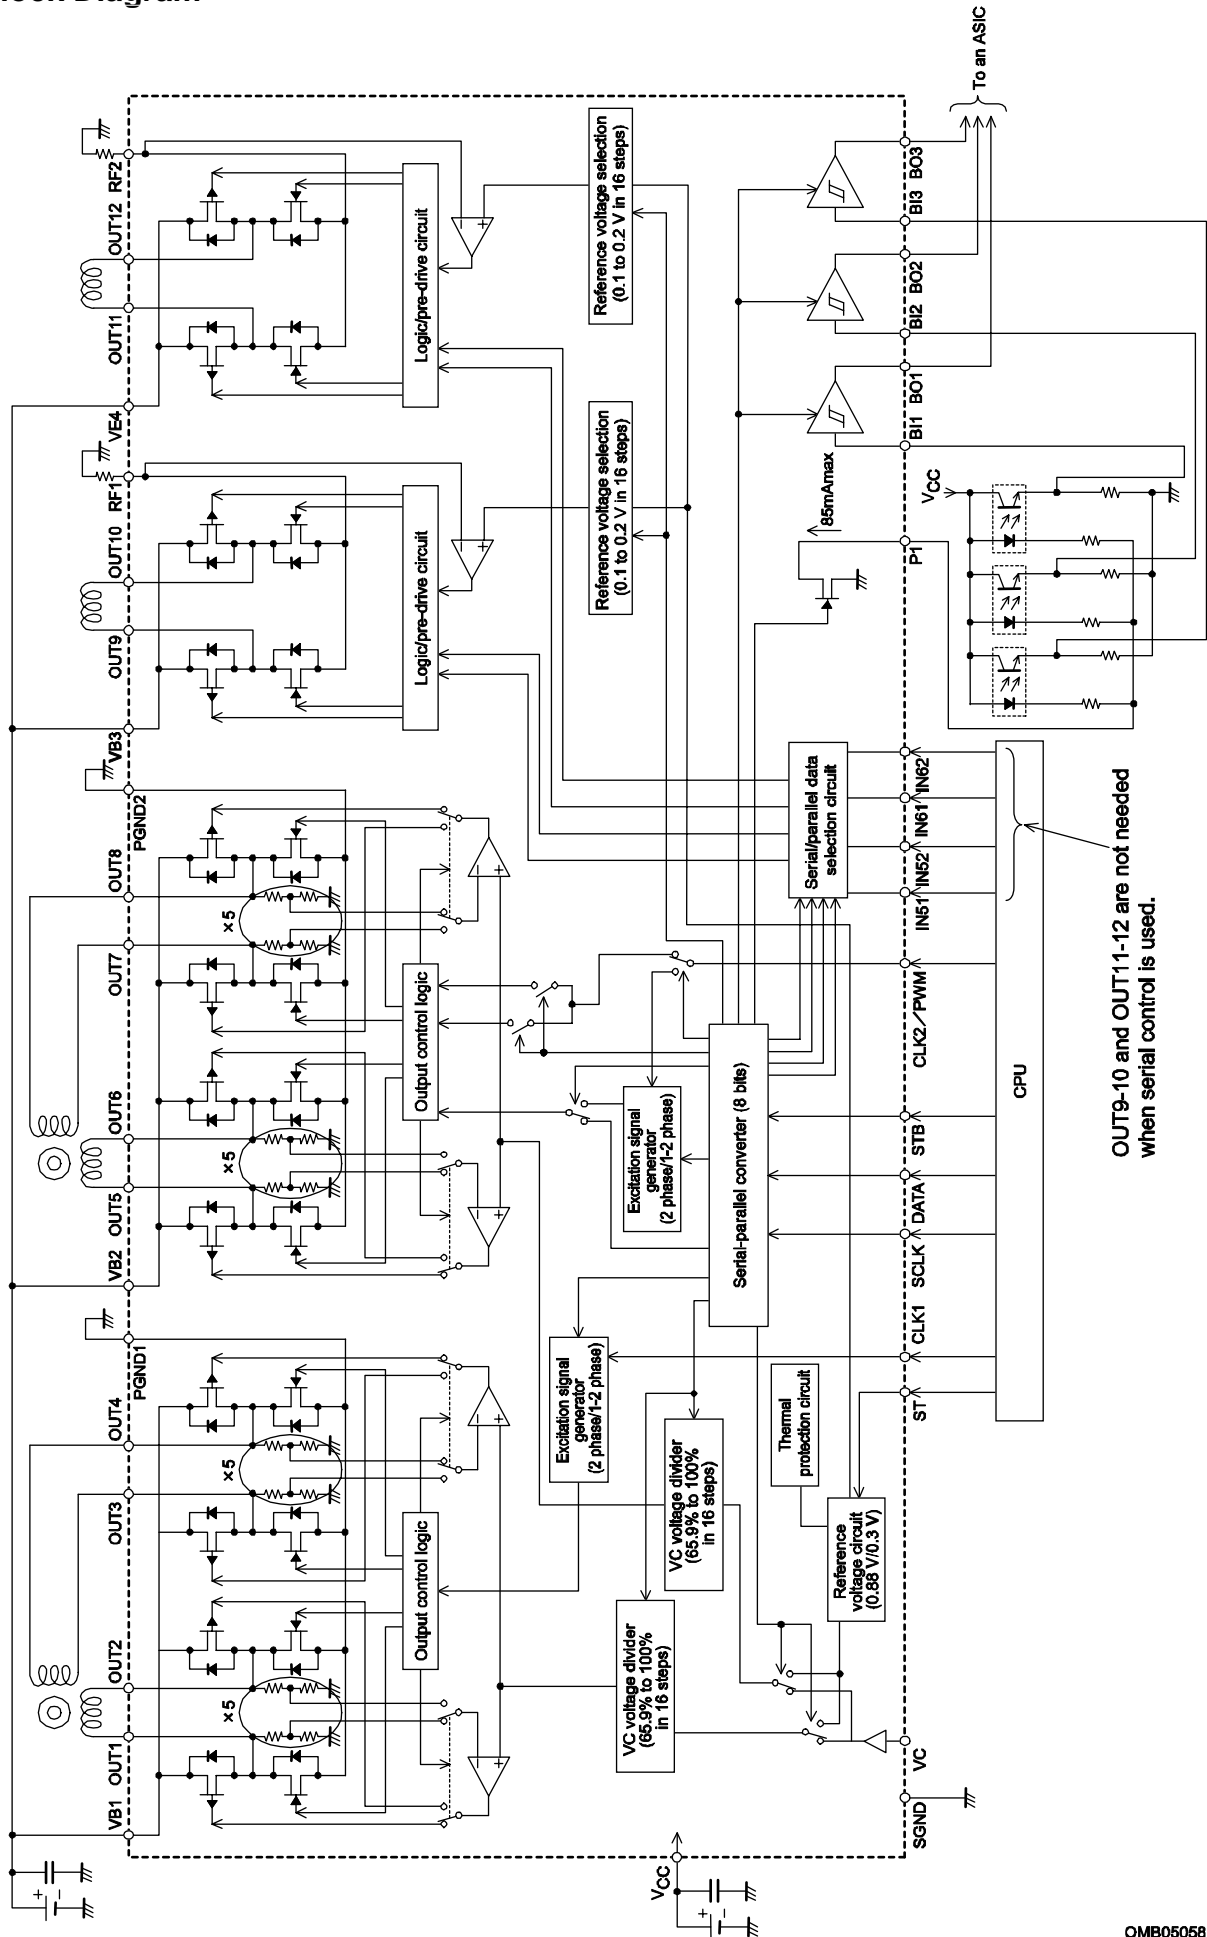 To an ASIC
RF2
OUT12
OUT11
VE4
RF1
OUT10
OUT9
VB3
PGND2
OUT8
OUT7
OUT6
OUT5
VB2
PGND1
OUT4
OUT3
OUT2
OUT1
VB1
Logic/pre-drive circuit
Logic/pre-drive circuit
Output control logic
Output control logic
×5
×5
×5
×5
Reference voltage selection
(0.1 to 0.2 V in 16 steps)
Reference voltage selection
(0.1 to 0.2 V in 16 steps)
Excitation signal
generator
(2 phase/1-2 phase)
Excitation signal
generator
(2 phase/1-2 phase)
VC voltage divider
(65.9% to 100%
in 16 steps)
VC voltage divider
(65.9% to 100%
in 16 steps)
Serial-parallel converter (8 bits)
Serial/parallel data
selection circuit
Thermal
protection circuit
Reference
voltage circuit
(0.88 V/0.3 V)
85mAmax
BO3
BI3
BO2
BI2
BO1
BI1
VCC
P1
IN62
IN61
IN52
IN51
CLK2/PWM
STB
DATA
SCLK
CLK1
ST
VC
SGND
VCC
CPU
OUT9-10 and OUT11-12 are not needed
when serial control is used.
+
-
+
-
OMB05058